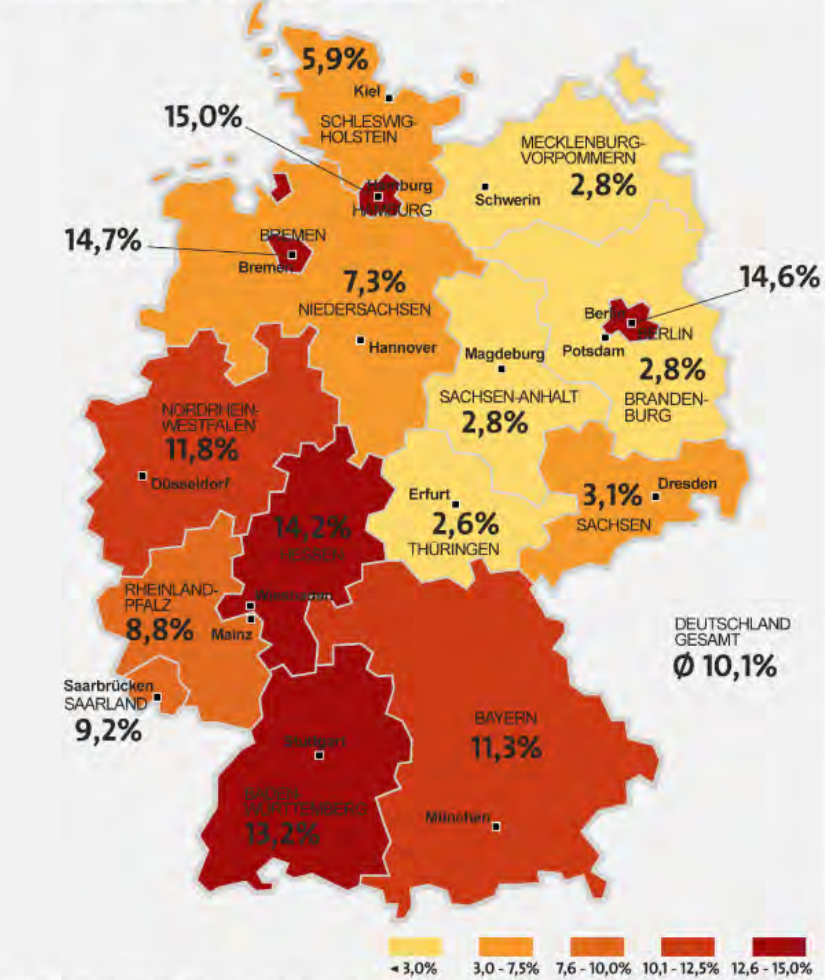 5,9%
Kiel
15,0%
SCHLESWIG-
HOLSTEIN
MECKLENBURG-
VORPOMMERN
2,8%
Schwerin
Hamburg
HAMBURG
14,7%
BREMEN
Bremen
7,3%
NIEDERSACHSEN
Hannover
14,6%
Berlin
BERLIN
Potsdam
2,8%
BRANDEN-
BURG
Magdeburg
SACHSEN-ANHALT
2,8%
NORDRHEIN-
WESTFALEN
11,8%
Düsseldorf
Erfurt
2,6%
THÜRINGEN
3,1%
Dresden
SACHSEN
14,2%
HESSEN
Wiesbaden
RHEINLAND-
PFALZ
8,8%
Mainz
DEUTSCHLAND
GESAMT
Ø 10,1%
Saarbrücken
SAARLAND
9,2%
BAYERN
11,3%
München
Stuttgart
BADEN-
WÜRTTEMBERG
13,2%
◄ 3,0%
3,0 - 7,5%
7,6 - 10,0%
10,1 - 12,5%
12,6 - 15,0%